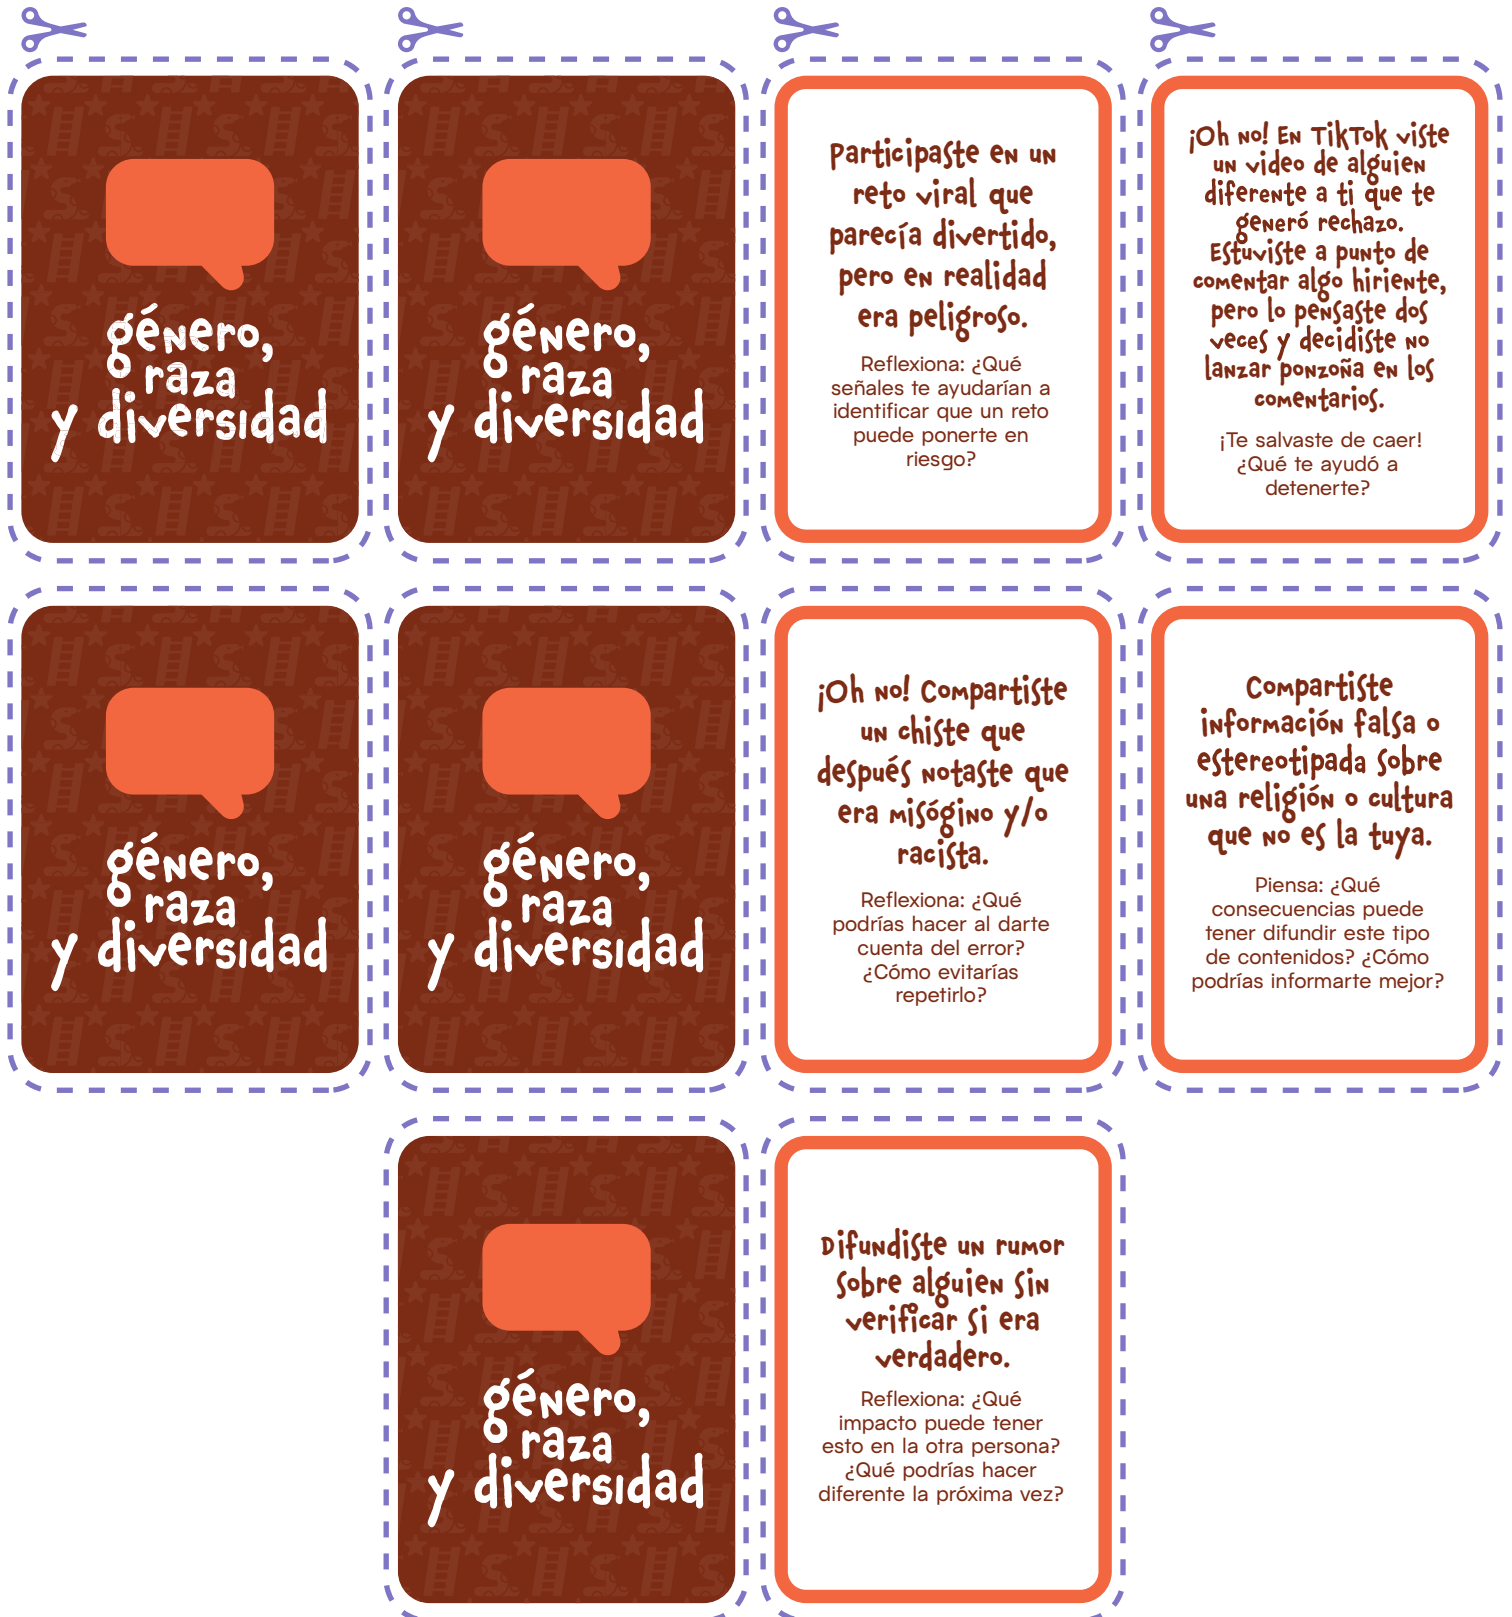 género,
raza
y diversidad
género,
raza
y diversidad
Participaste en un
reto viral que
parecía divertido,
pero en realidad
era peligroso.
Reflexiona: ¿Qué
señales te ayudarían a
identificar que un reto
puede ponerte en
riesgo?
¡Oh no! En TikTok viste
un video de alguien
diferente a ti que te
generó rechazo.
Estuviste a punto de
comentar algo hiriente,
pero lo pensaste dos
veces y decidiste no
lanzar ponzoña en los
comentarios.
¡Te salvaste de caer!
¿Qué te ayudó a
detenerte?
género,
raza
y diversidad
género,
raza
y diversidad
¡Oh no! Compartiste
un chiste que
después notaste que
era misógino y/o
racista.
Reflexiona: ¿Qué
podrías hacer al darte
cuenta del error?
¿Cómo evitarías
repetirlo?
Compartiste
información falsa o
estereotipada sobre
una religión o cultura
que no es la tuya.
Piensa: ¿Qué
consecuencias puede
tener difundir este tipo
de contenidos? ¿Cómo
podrías informarte mejor?
género,
raza
y diversidad
Difundiste un rumor
sobre alguien sin
verificar si era
verdadero.
Reflexiona: ¿Qué
impacto puede tener
esto en la otra persona?
¿Qué podrías hacer
diferente la próxima vez?